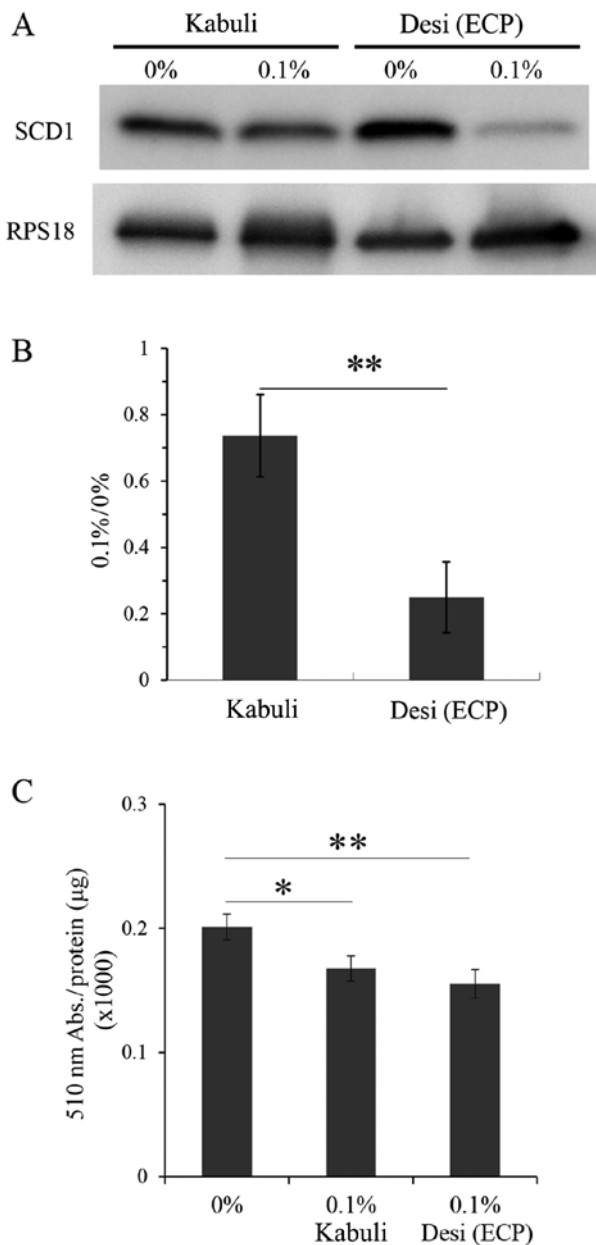 A
Kabuli Desi (ECP)
0% 0.1% 0% 0.1%
SCD1
RPS18
B
1
0.8
0.6
0.4
0.2
0
0.1%/0%
**
Kabuli Desi (ECP)
C
0.3
0.2
0.1
0
510 nm Abs./protein (μg)
(x1000)
**
*
0% 0.1% 0.1%
Kabuli Desi (ECP)